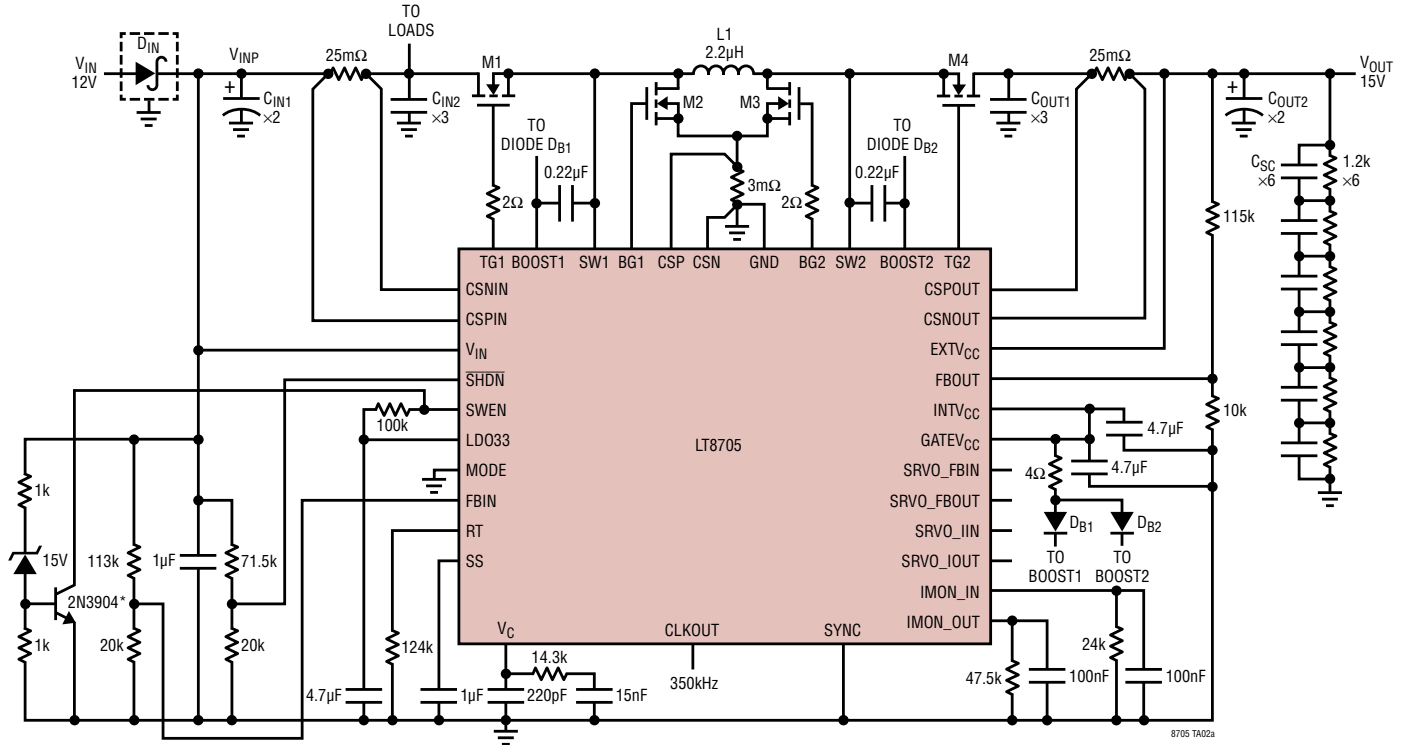 TO
LOADS
D_IN
V_IN
12V
V_INP
25mΩ
C_IN1
×2
C_IN2
×3
M1
L1
2.2µH
M2
M3
M4
25mΩ
V_OUT
15V
C_OUT1
×3
C_OUT2
×2
+
+
TO
DIODE D_B1
0.22µF
2Ω
3mΩ
2Ω
TO
DIODE D_B2
0.22µF
C_SC
×6
1.2k
×6
115k
TG1 BOOST1 SW1 BG1 CSP CSN GND BG2 SW2 BOOST2 TG2
CSNIN
CSPIN
V_IN
SHDN
SWEN
LDO33
MODE
FBIN
RT
SS
LT8705
CSPOUT
CSNOUT
EXTV_CC
FBOUT
INTV_CC
GATEV_CC
SRVO_FBIN
SRVO_FBOUT
SRVO_IIN
SRVO_IOUT
IMON_IN
IMON_OUT
V_C
CLKOUT
SYNC
100k
1k
15V
2N3904*
1k
113k
20k
1µF
71.5k
20k
4.7µF
124k
1µF
220pF
14.3k
15nF
350kHz
10k
4.7µF
4.7µF
4Ω
D_B1
D_B2
TO
BOOST1
TO
BOOST2
47.5k
100nF
24k
100nF
8705 TA02a